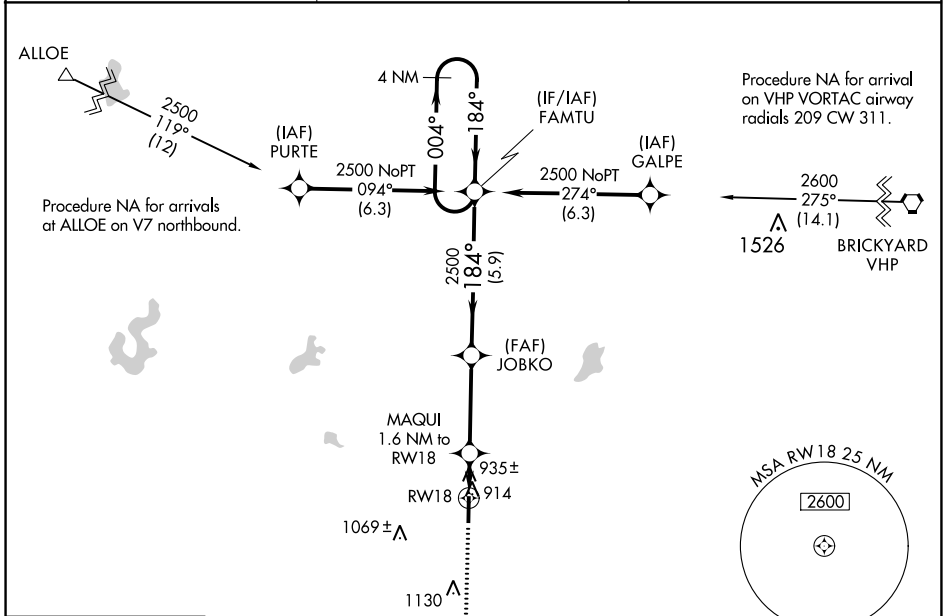 ALLOE
2500
119°
(12)
(IAF)
PURTE
Procedure NA for arrivals
at ALLOE on V7 northbound.
2500 NoPT
094°
(6.3)
4 NM
004°
184°
(IF/IAF)
FAMTU
2500 NoPT
274°
(6.3)
(IAF)
GALPE
Procedure NA for arrival
on VHP VORTAC airway
radials 209 CW 311.
2600
275°
(14.1)
1526
BRICKYARD
VHP
2500
184°
(5.9)
(FAF)
JOBKO
MAQUI
1.6 NM to
RW18
935±
RW18
914
1069±
1130
MSA RW18 25 NM
2600